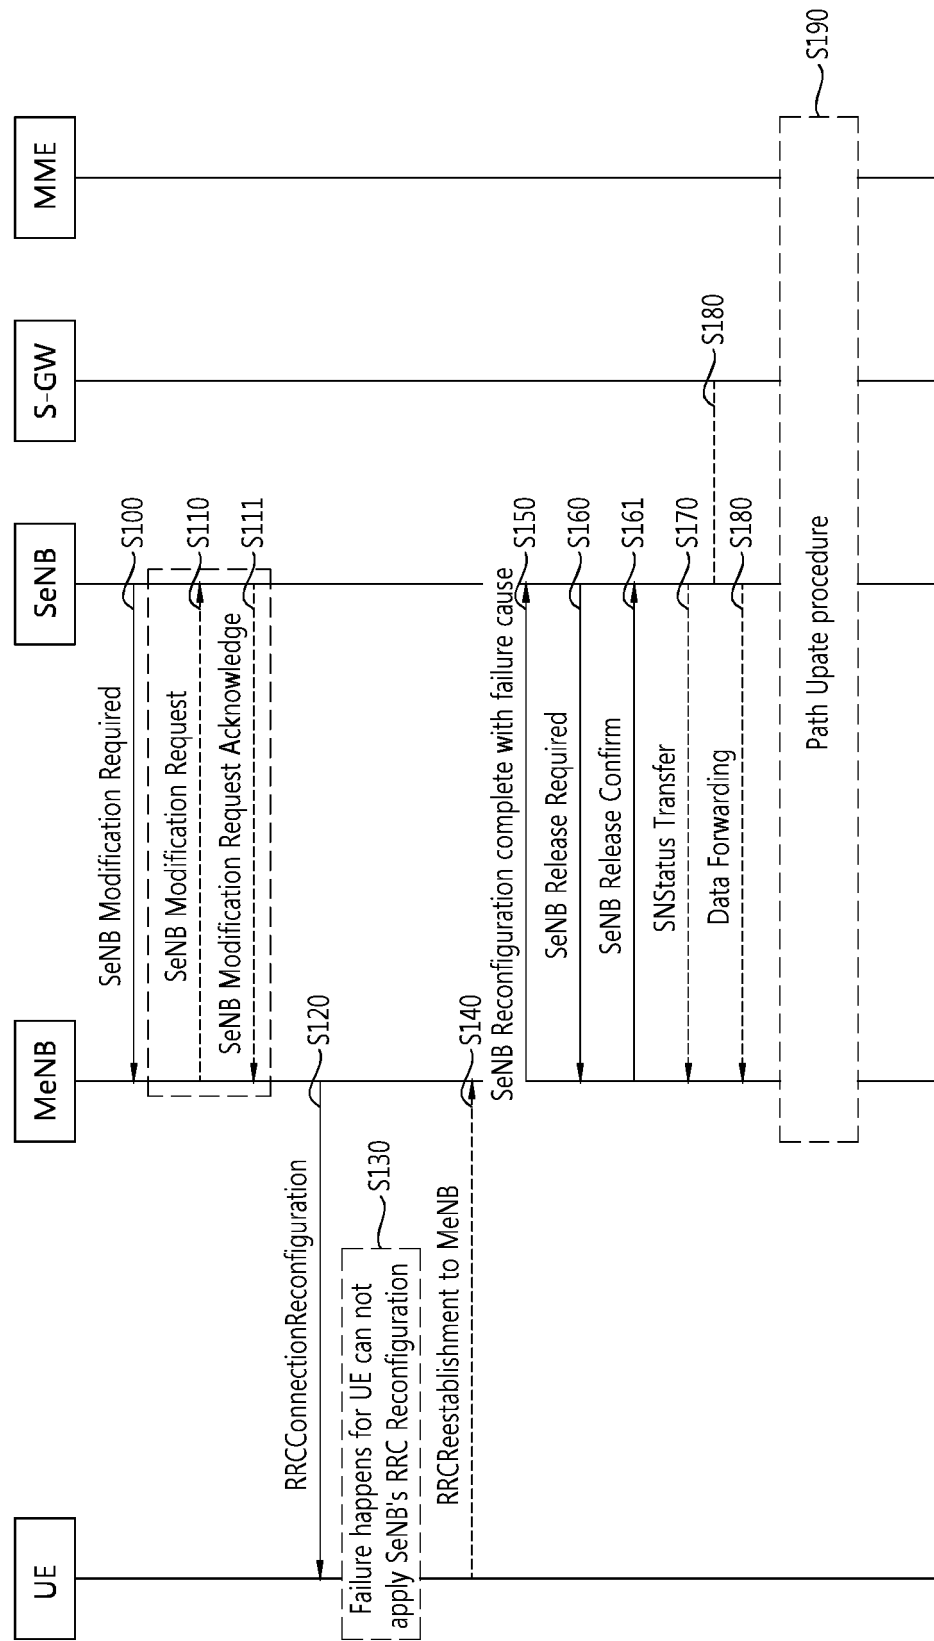 UE
MeNB
SeNB
S-GW
MME
SeNB Modification Required
S100
SeNB Modification Request
S110
SeNB Modification Request Acknowledge
S111
RRCConnectionReconfiguration
S120
Failure happens for UE can not
apply SeNB's RRC Reconfiguration
S130
RRCReestablishment to MeNB
S140
SeNB Reconfiguration complete with failure cause
S150
SeNB Release Required
S160
SeNB Release Confirm
S161
SNStatus Transfer
S170
S180
Data Forwarding
S180
Path Upate procedure
S190